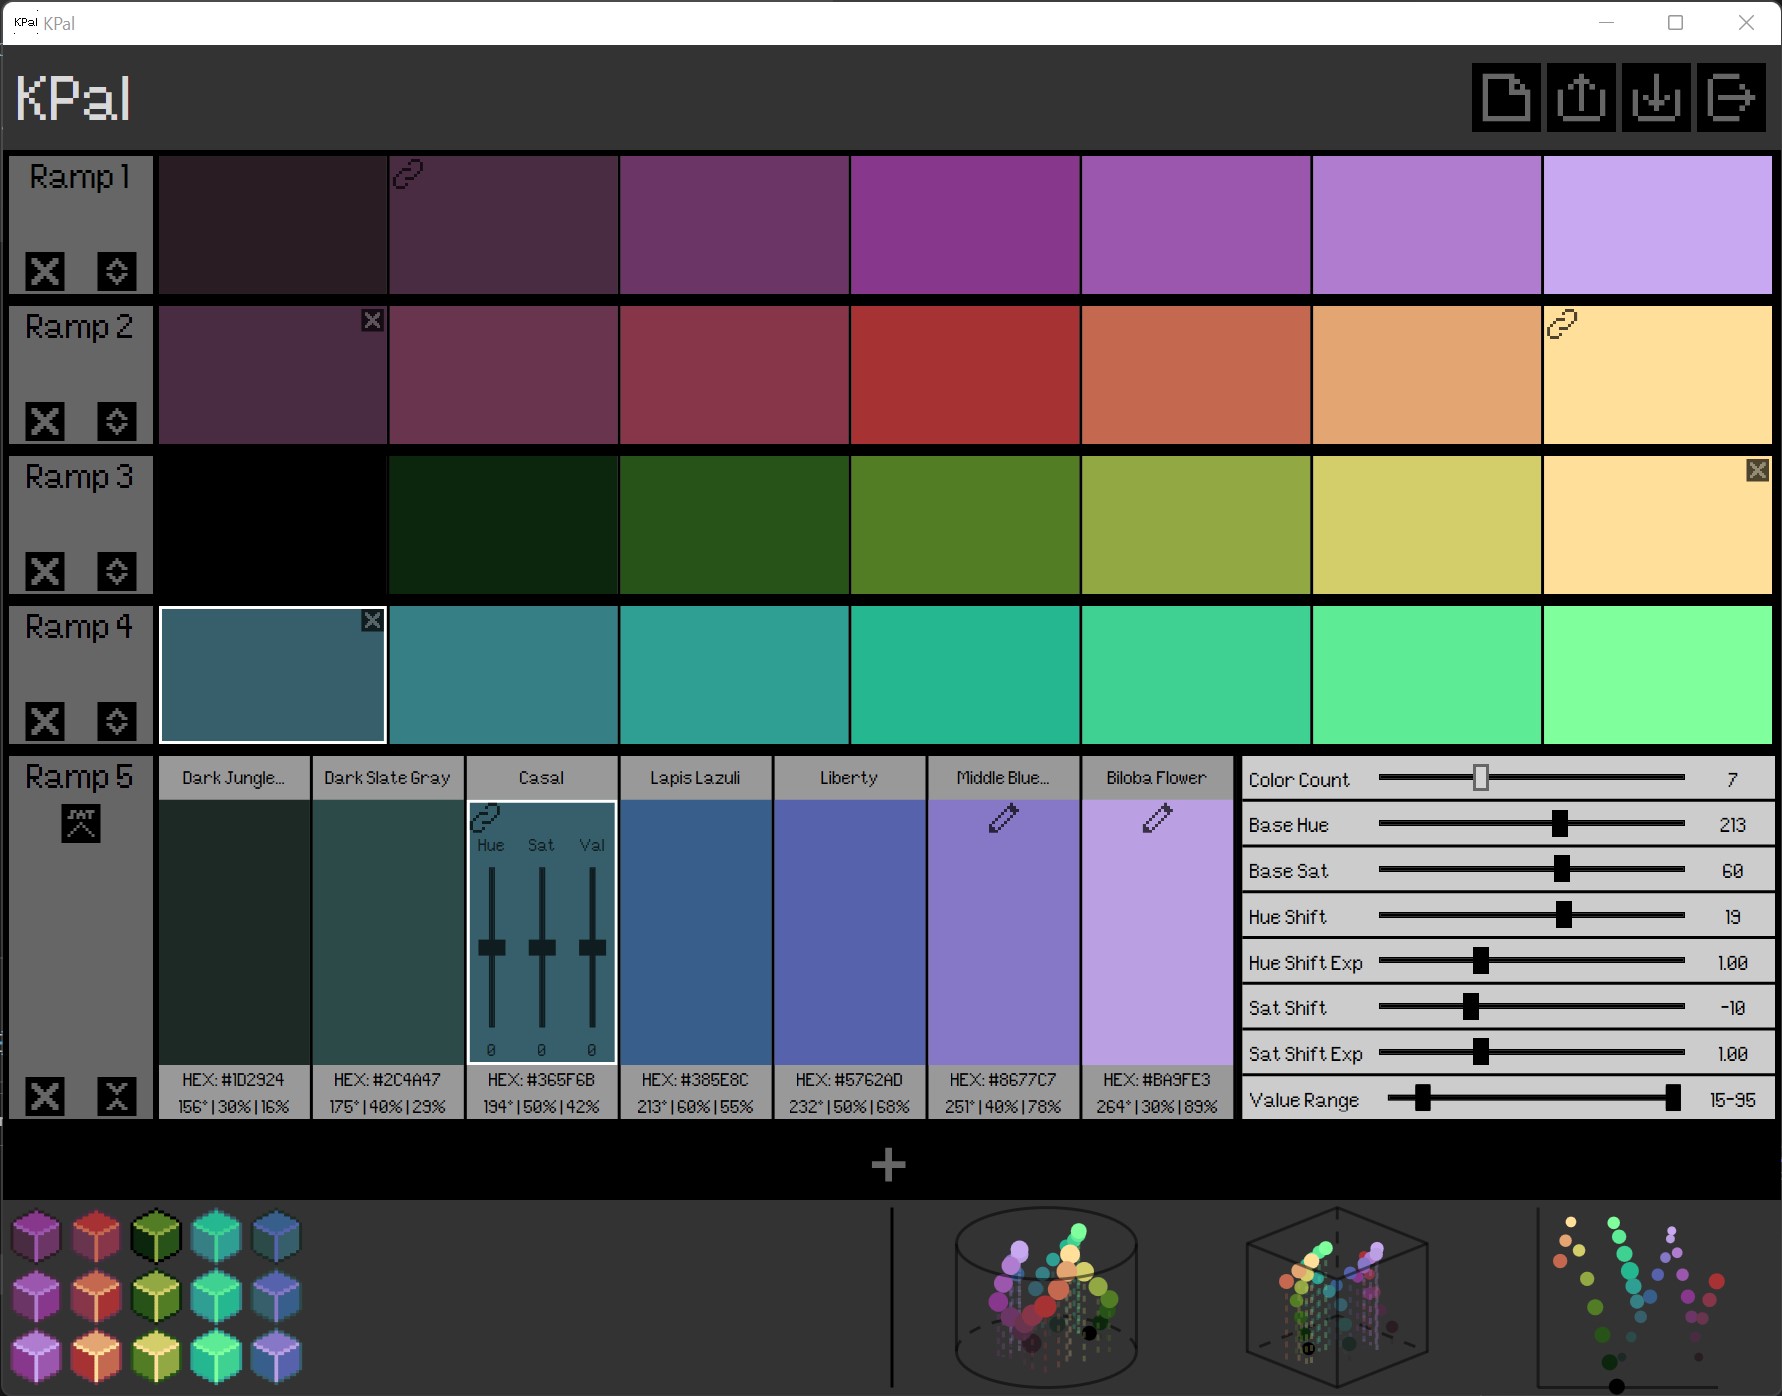 KPal KPal
KPal
Ramp 1
Ramp 2
Ramp 3
Ramp 4
Ramp 5
SAT
Dark Jungle... Dark Slate Gray Casal Lapis Lazuli Liberty Middle Blue... Biloba Flower
Hue Sat Val
0 0 0
HEX: #1D2924 HEX: #2C4A47 HEX: #365F6B HEX: #385E8C HEX: #5762AD HEX: #8677C7 HEX: #BA9FE3
156°|30%|16% 175°|40%|29% 194°|50%|42% 213°|60%|55% 232°|50%|68% 251°|40%|78% 264°|30%|89%
Color Count 7
Base Hue 213
Base Sat 60
Hue Shift 19
Hue Shift Exp 1.00
Sat Shift -10
Sat Shift Exp 1.00
Value Range 15-95